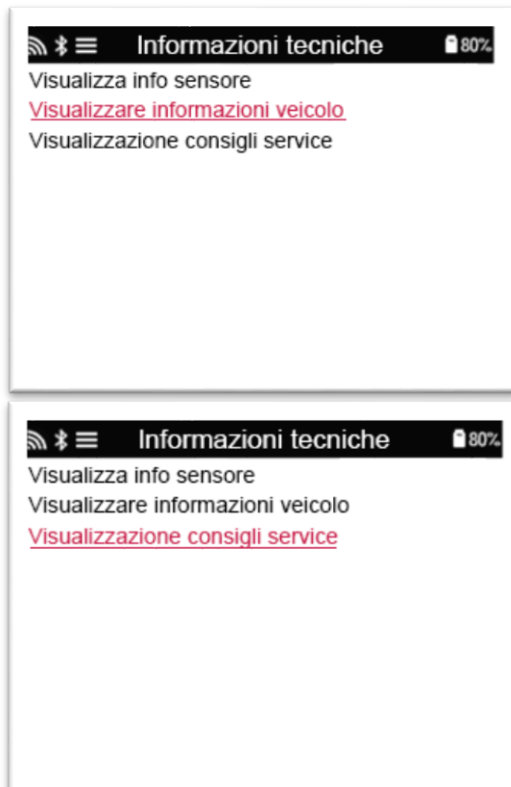 Informazioni tecniche 80%
Visualizza info sensore
Visualizzare informazioni veicolo
Visualizzazione consigli service
Informazioni tecniche 80%
Visualizza info sensore
Visualizzare informazioni veicolo
Visualizzazione consigli service